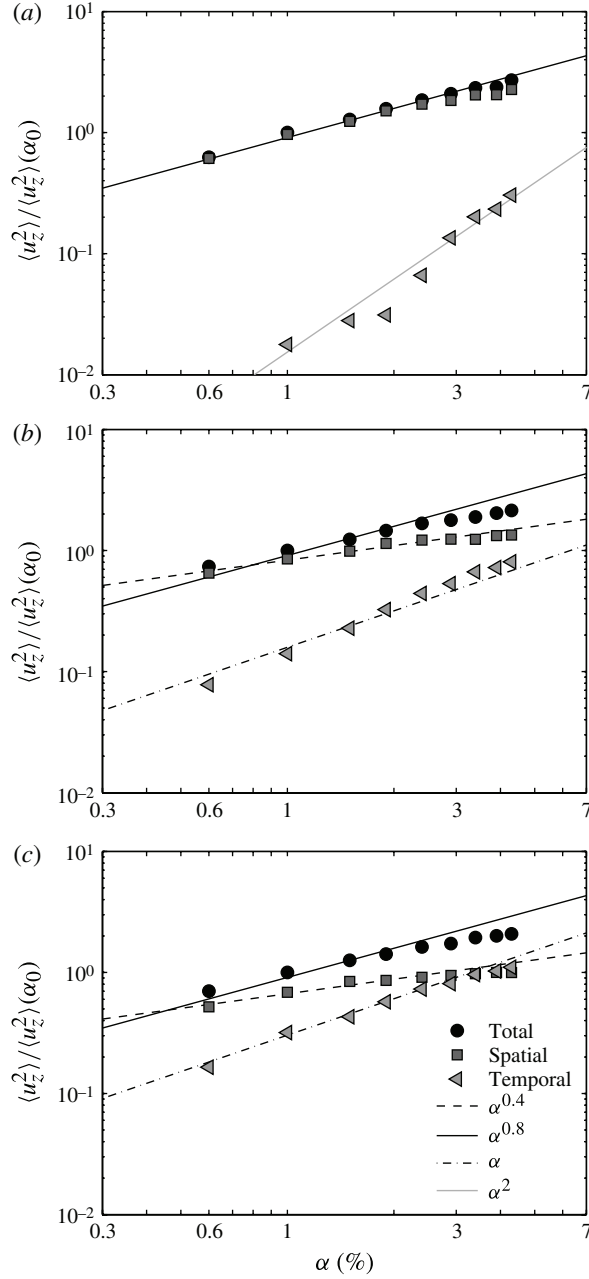 (a)
10^1
10^0
10^{-1}
10^{-2}
⟨u_z^2⟩/⟨u_z^2⟩(α_0)
0.3 0.6 1 3 7
(b)
10^1
10^0
10^{-1}
10^{-2}
⟨u_z^2⟩/⟨u_z^2⟩(α_0)
0.3 0.6 1 3 7
(c)
10^1
10^0
10^{-1}
10^{-2}
⟨u_z^2⟩/⟨u_z^2⟩(α_0)
Total
Spatial
Temporal
α^{0.4}
α^{0.8}
α
α^2
0.3 0.6 1 3 7
α (%)